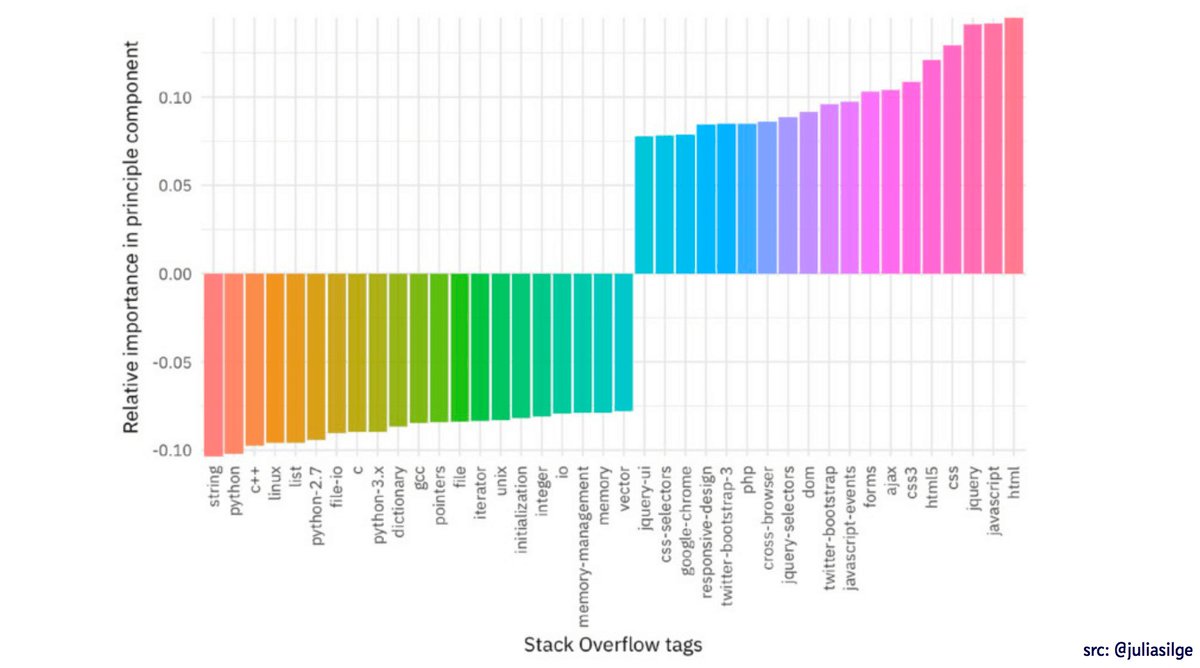 Relative importance in principle component
0.10
0.05
0.00
-0.05
-0.10
string
python
c++
linux
list
python-2.7
file-io
c
python-3.x
dictionary
gcc
pointers
file
iterator
unix
initialization
integer
io
memory-management
memory
vector
jquery-ui
css-selectors
google-chrome
responsive-design
twitter-bootstrap-3
php
cross-browser
jquery-selectors
dom
twitter-bootstrap
javascript-events
forms
ajax
css3
html5
css
jquery
javascript
html
Stack Overflow tags
src: @juliasilge